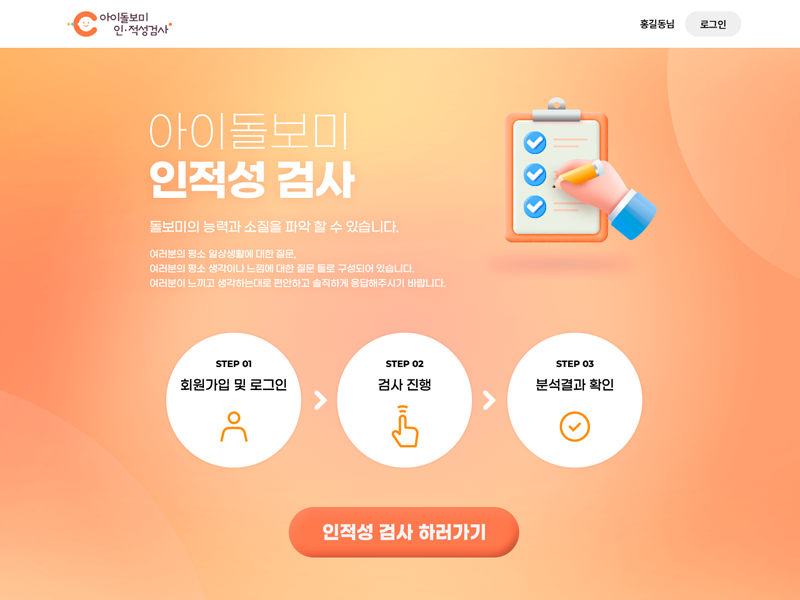 아이돌보미
인·적성검사
홍길동님
로그인
아이돌보미
인적성 검사
돌보미의 능력과 소질을 파악 할 수 있습니다.
여러분의 평소 일상생활에 대한 질문,
여러분의 평소 생각이나 느낌에 대한 질문 들로 구성되어 있습니다.
여러분이 느끼고 생각하는대로 편안하고 솔직하게 응답해주시기 바랍니다.
STEP 01
회원가입 및 로그인
STEP 02
검사 진행
STEP 03
분석결과 확인
인적성 검사 하러가기